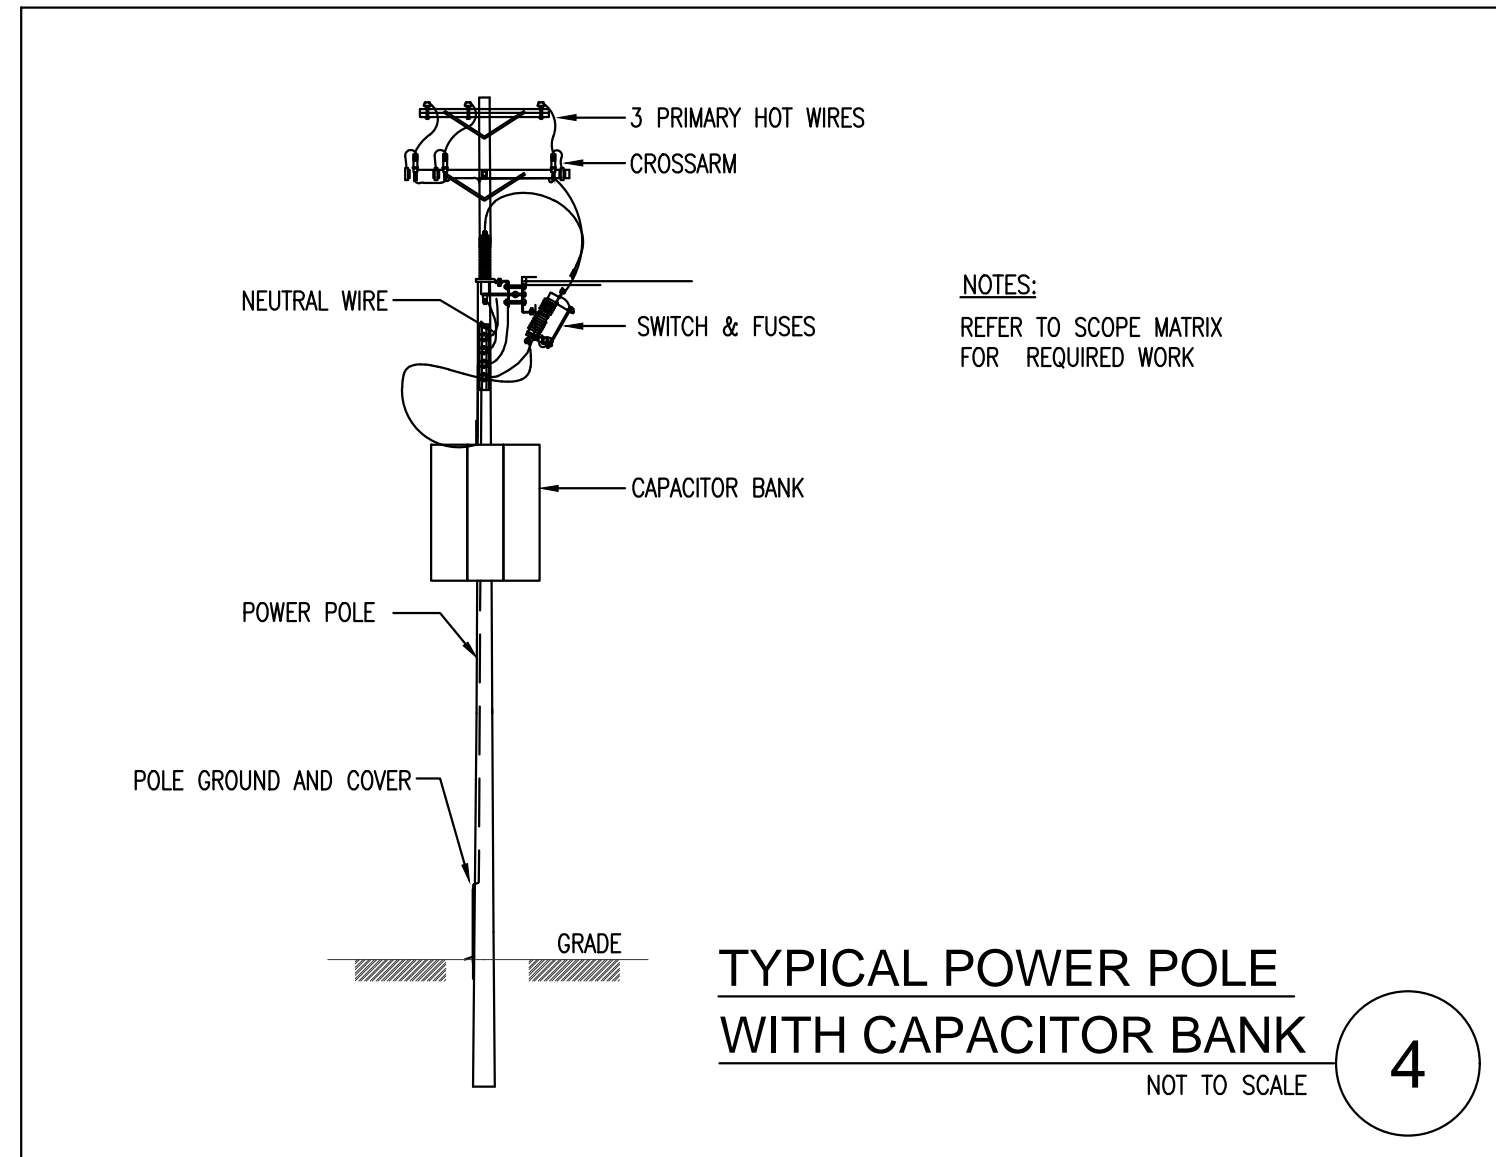 3 PRIMARY HOT WIRES
CROSSARM
NEUTRAL WIRE
SWITCH & FUSES
NOTES:
REFER TO SCOPE MATRIX
FOR REQUIRED WORK
CAPACITOR BANK
POWER POLE
POLE GROUND AND COVER
GRADE
TYPICAL POWER POLE
WITH CAPACITOR BANK
NOT TO SCALE
4